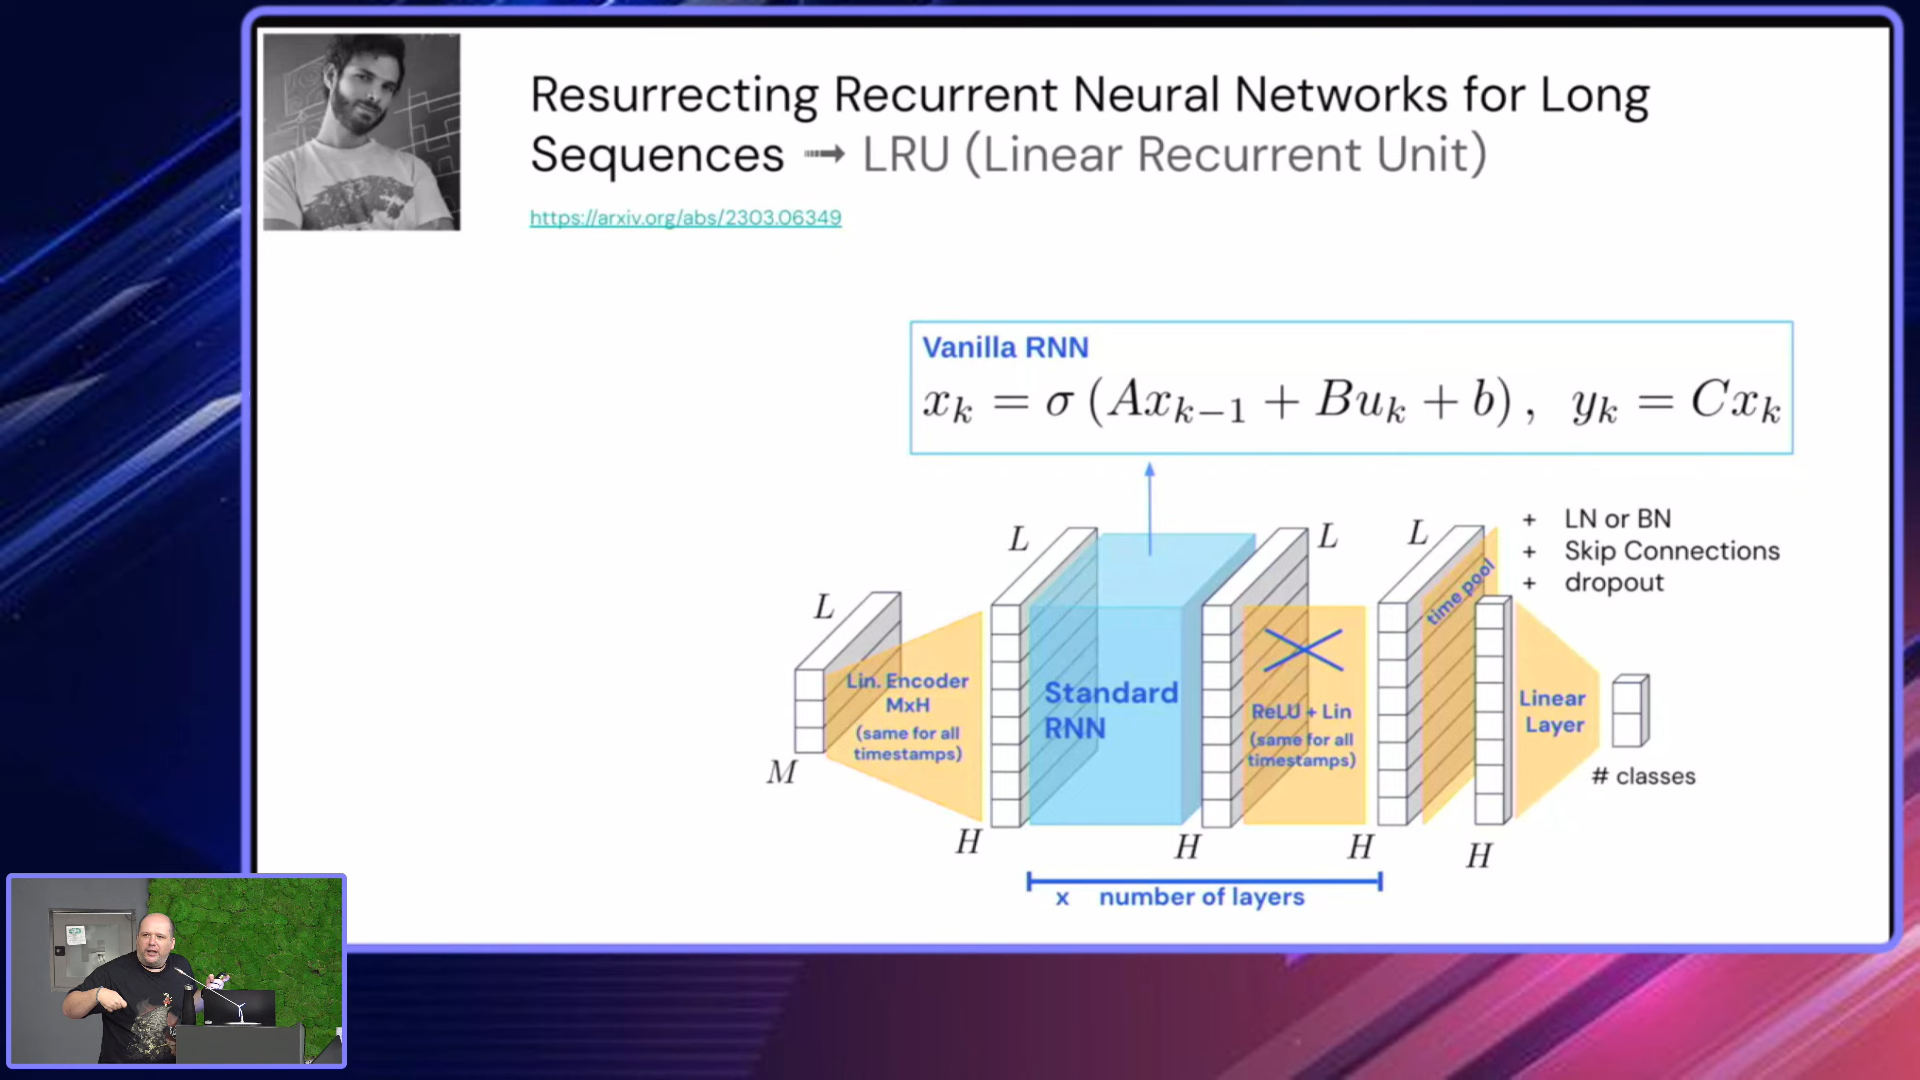 Resurrecting Recurrent Neural Networks for Long
Sequences ➟ LRU (Linear Recurrent Unit)
https://arxiv.org/abs/2303.06349
Vanilla RNN
x_k = σ (Ax_{k−1} + Bu_k + b) , y_k = Cx_k
+ LN or BN
+ Skip Connections
+ dropout
L
L
L
L
time pool
Lin. Encoder
MxH
(same for all
timestamps)
Standard
RNN
ReLU + Lin
(same for all
timestamps)
Linear
Layer
M
# classes
H
H
H
H
x number of layers